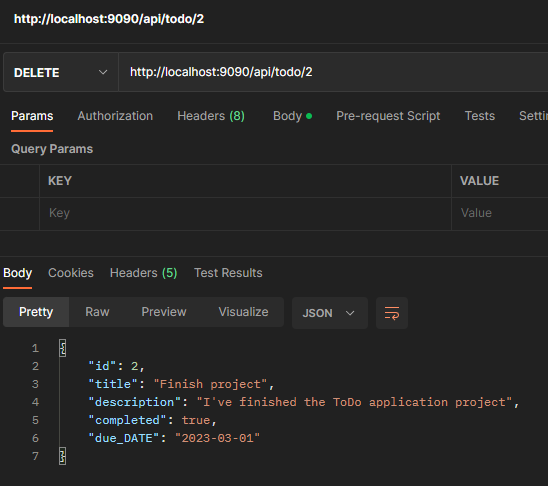 http://localhost:9090/api/todo/2
DELETE http://localhost:9090/api/todo/2
Params Authorization Headers (8) Body Pre-request Script Tests Setti
Query Params
KEY VALUE
Key Value
Body Cookies Headers (5) Test Results
Pretty Raw Preview Visualize JSON
1 {
2 "id": 2,
3 "title": "Finish project",
4 "description": "I've finished the ToDo application project",
5 "completed": true,
6 "due_DATE": "2023-03-01"
7 }